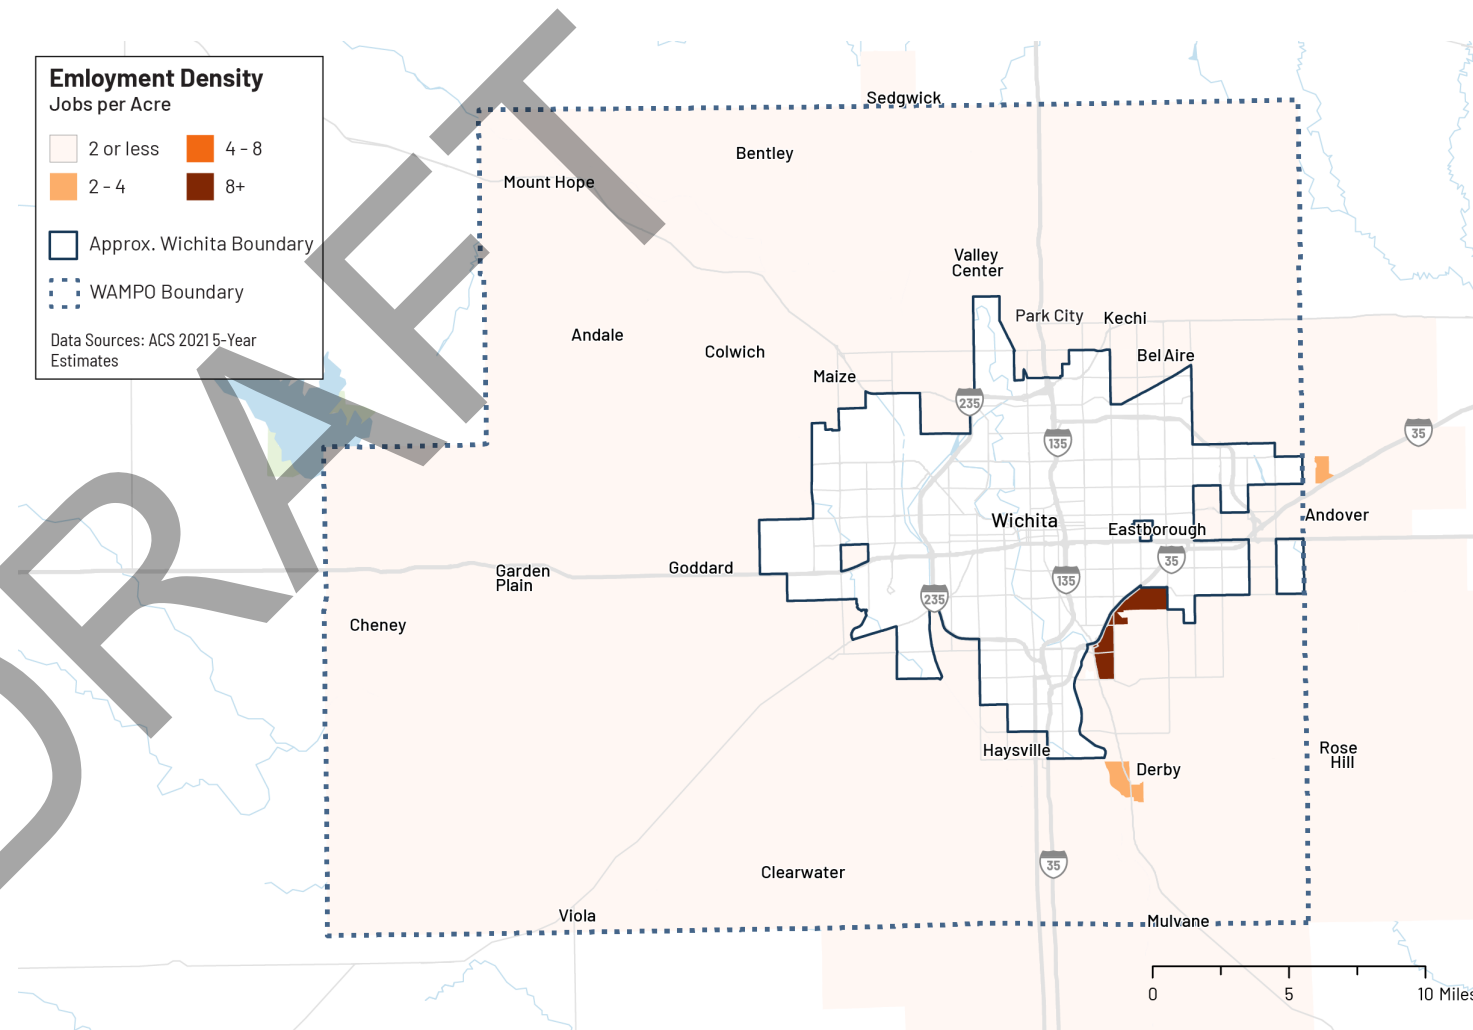 Emloyment Density
Jobs per Acre
2 or less
4 - 8
2 - 4
8+
Approx. Wichita Boundary
WAMPO Boundary
Data Sources: ACS 2021 5-Year
Estimates
DRAFT
Sedgwick
Bentley
Mount Hope
Valley
Center
Park City
Kechi
Andale
Colwich
Bel Aire
Maize
235
135
35
Wichita
Andover
Eastborough
35
Garden
Plain
Goddard
135
235
Cheney
Haysville
Rose
Hill
Derby
35
Clearwater
Viola
Mulvane
0
5
10 Miles